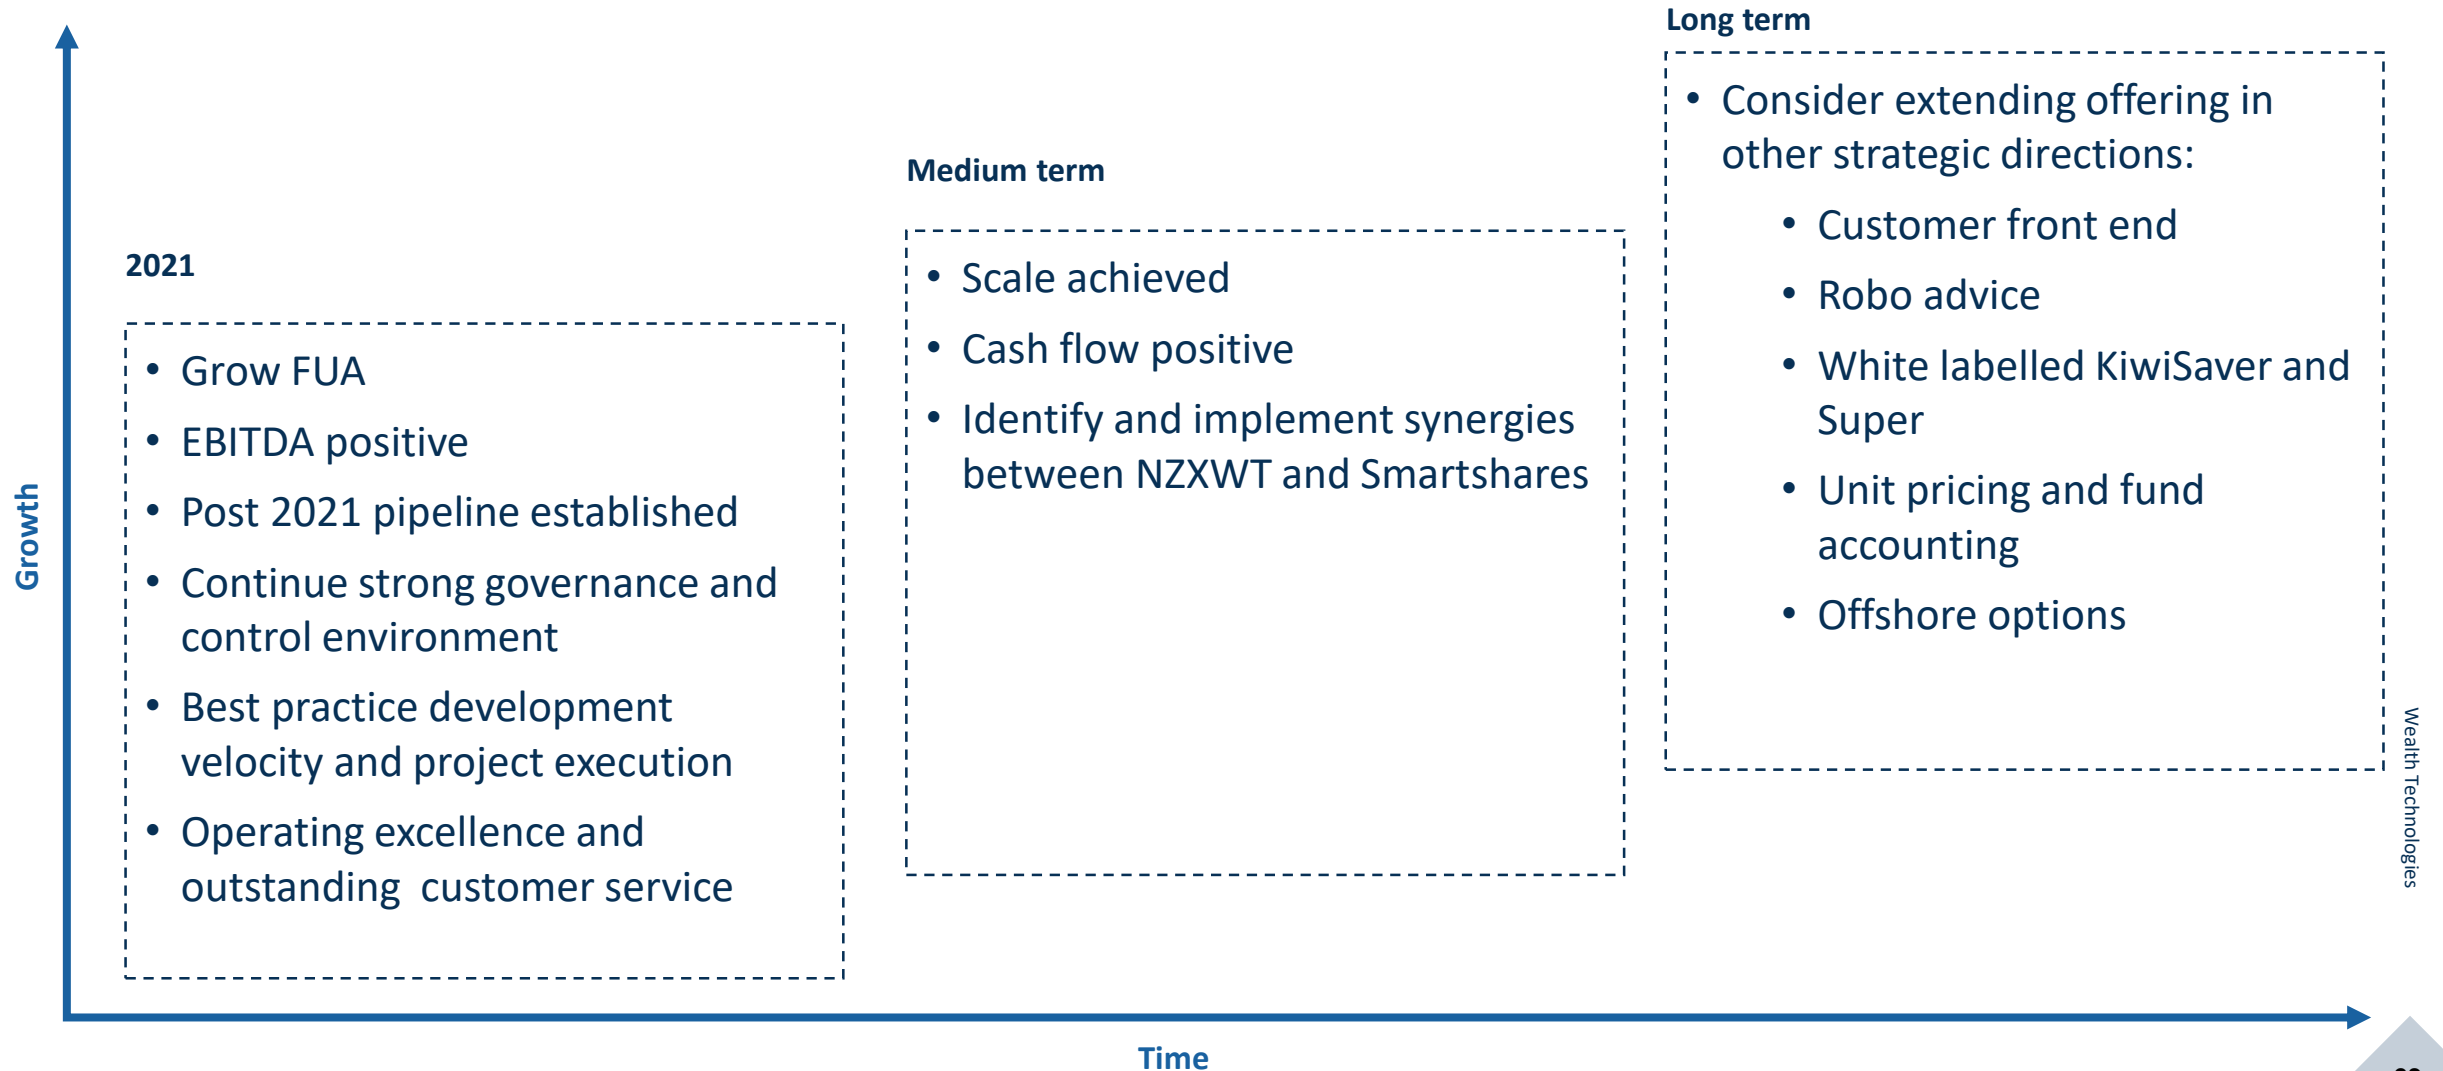 Long term
• Consider extending offering in
other strategic directions:
• Customer front end
• Robo advice
• White labelled KiwiSaver and
Super
• Unit pricing and fund
accounting
• Offshore options
Medium term
• Scale achieved
• Cash flow positive
• Identify and implement synergies
between NZXWT and Smartshares
2021
• Grow FUA
• EBITDA positive
• Post 2021 pipeline established
• Continue strong governance and
control environment
• Best practice development
velocity and project execution
• Operating excellence and
outstanding  customer service
Growth
Time
Wealth Technologies